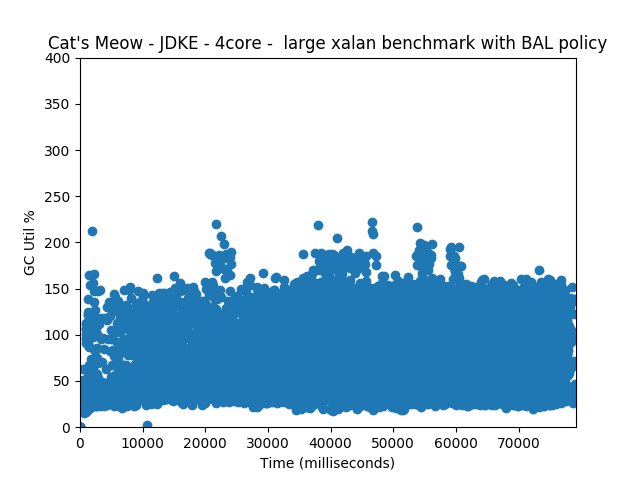 Cat's Meow - JDKE - 4core -  large xalan benchmark with BAL policy
400
350
300
250
200
150
100
50
0
GC Util %
0 10000 20000 30000 40000 50000 60000 70000
Time (milliseconds)